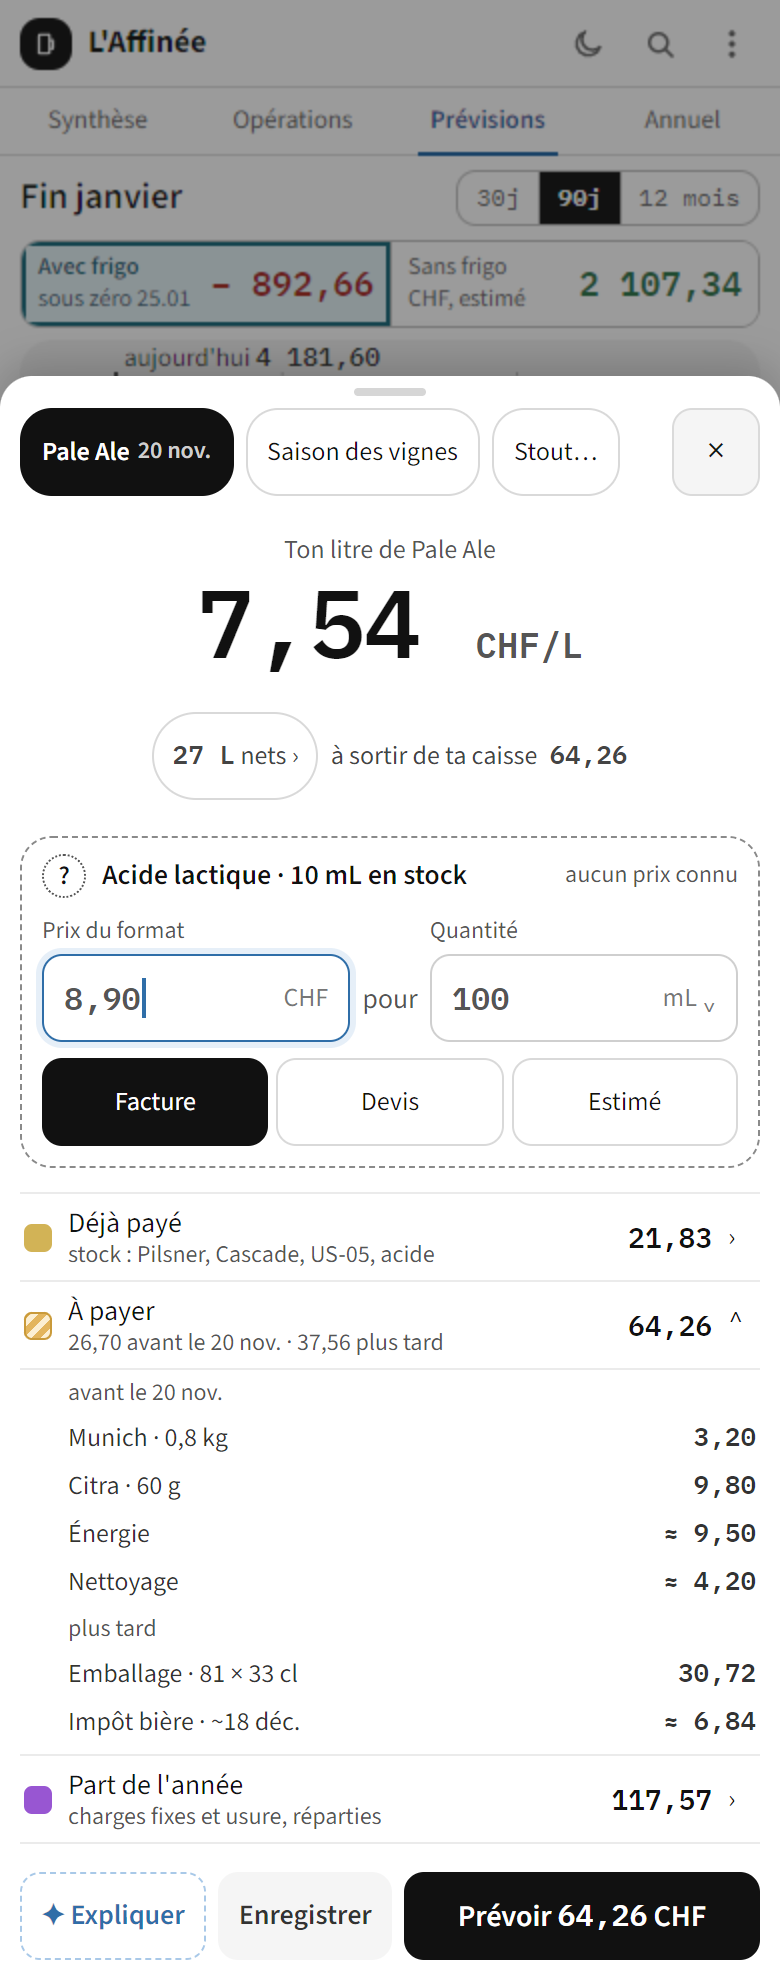 L'Affinée
Synthèse Opérations Prévisions Annuel
Fin janvier 30j 90j 12 mois
Avec frigo
sous zéro 25.01 – 892,66
Sans frigo
CHF, estimé 2 107,34
aujourd'hui 4 181,60
Pale Ale 20 nov. Saison des vignes Stout… ×
Ton litre de Pale Ale
7,54 CHF/L
27 L nets › à sortir de ta caisse 64,26
? Acide lactique · 10 mL en stock aucun prix connu
Prix du format Quantité
8,90 CHF pour 100 mL
Facture Devis Estimé
Déjà payé
stock : Pilsner, Cascade, US-05, acide 21,83 ›
À payer
26,70 avant le 20 nov. · 37,56 plus tard 64,26
avant le 20 nov.
Munich · 0,8 kg 3,20
Citra · 60 g 9,80
Énergie ≈ 9,50
Nettoyage ≈ 4,20
plus tard
Emballage · 81 × 33 cl 30,72
Impôt bière · ~18 déc. ≈ 6,84
Part de l'année
charges fixes et usure, réparties 117,57 ›
✦ Expliquer Enregistrer Prévoir 64,26 CHF